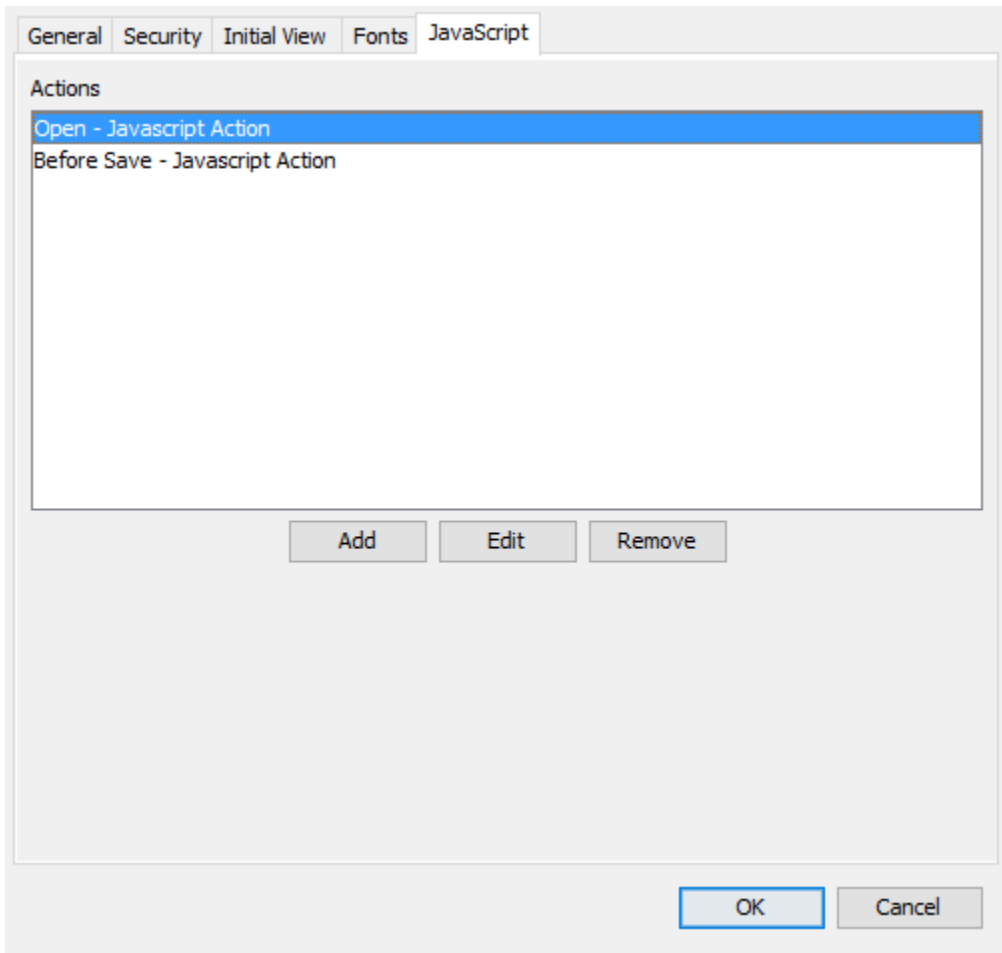 General Security Initial View Fonts JavaScript
Actions
Open - Javascript Action
Before Save - Javascript Action
Add Edit Remove
OK Cancel